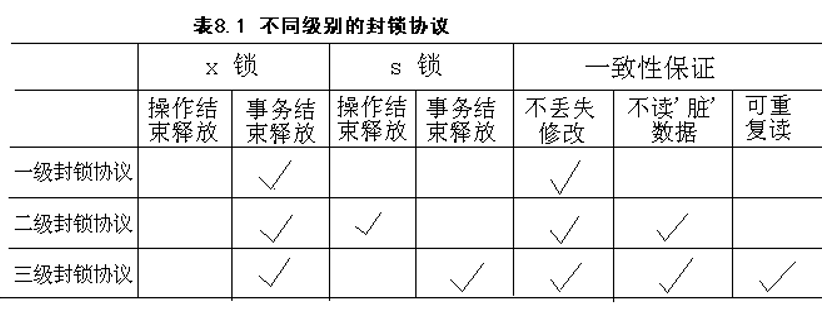 表8.1 不同级别的封锁协议
x 锁 s 锁 一致性保证
操作结束释放 事务结束释放 操作结束释放 事务结束释放 不丢失修改 不读'脏'数据 可重复读
一级封锁协议 ✓ ✓
二级封锁协议 ✓ ✓ ✓ ✓
三级封锁协议 ✓ ✓ ✓ ✓ ✓